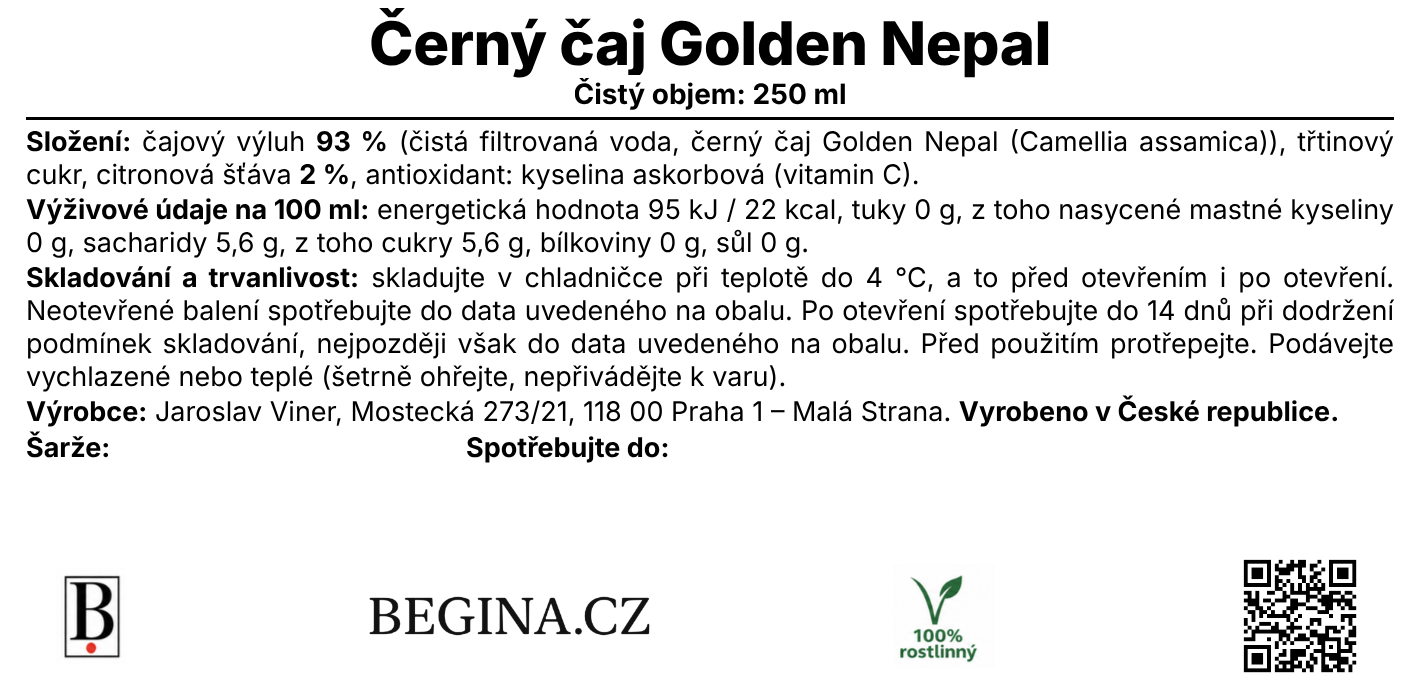 Černý čaj Golden Nepal
Čistý objem: 250 ml
Složení: čajový výluh 93 % (čistá filtrovaná voda, černý čaj Golden Nepal (Camellia assamica)), třtinový
cukr, citronová šťáva 2 %, antioxidant: kyselina askorbová (vitamin C).
Výživové údaje na 100 ml: energetická hodnota 95 kJ / 22 kcal, tuky 0 g, z toho nasycené mastné kyseliny
0 g, sacharidy 5,6 g, z toho cukry 5,6 g, bílkoviny 0 g, sůl 0 g.
Skladování a trvanlivost: skladujte v chladničce při teplotě do 4 °C, a to před otevřením i po otevření.
Neotevřené balení spotřebujte do data uvedeného na obalu. Po otevření spotřebujte do 14 dnů při dodržení
podmínek skladování, nejpozději však do data uvedeného na obalu. Před použitím protřepejte. Podávejte
vychlazené nebo teplé (šetrně ohřejte, nepřivádějte k varu).
Výrobce: Jaroslav Viner, Mostecká 273/21, 118 00 Praha 1 – Malá Strana. Vyrobeno v České republice.
Šarže: Spotřebujte do:
B BEGINA.CZ
100%
rostlinný